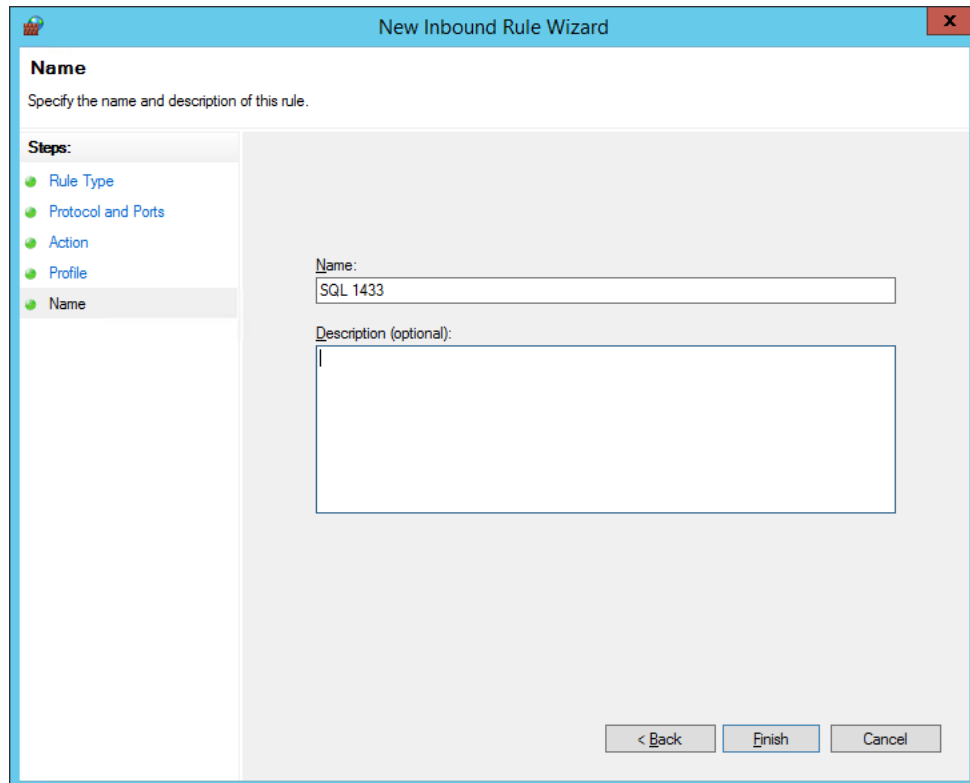 New Inbound Rule Wizard
x
Name
Specify the name and description of this rule.
Steps:
Rule Type
Protocol and Ports
Action
Profile
Name
Name:
SQL 1433
Description (optional):
< Back
Finish
Cancel